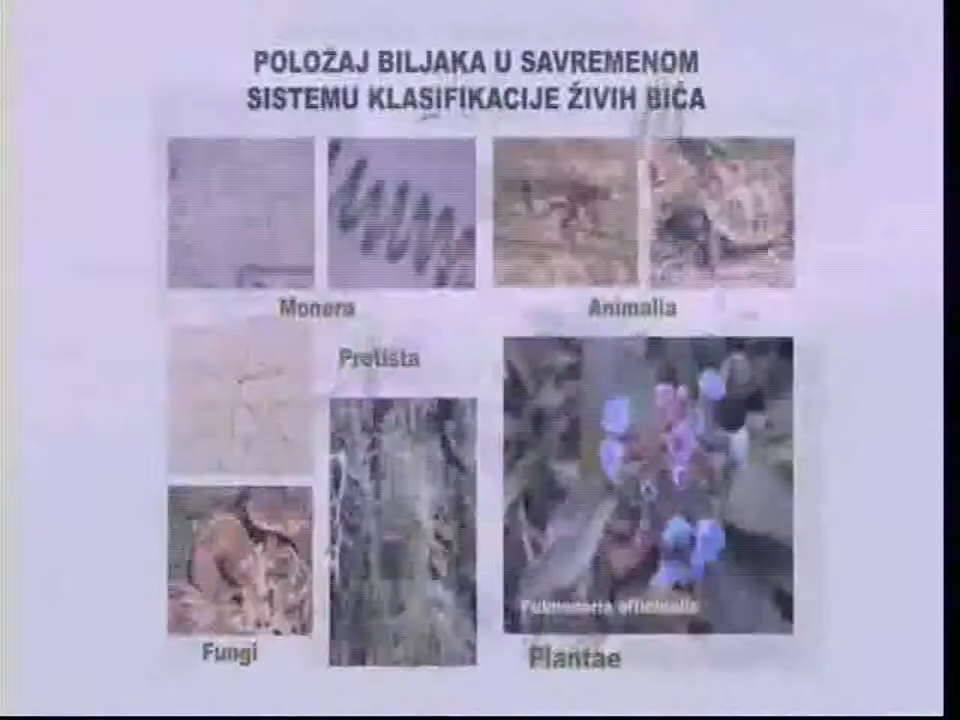 POLOŽAJ BILJAKA U SAVREMENOM
SISTEMU KLASIFIKACIJE ŽIVIH BIĆA
Monera
Animalia
Protista
Pulmonaria officinalis
Fungi
Plantae